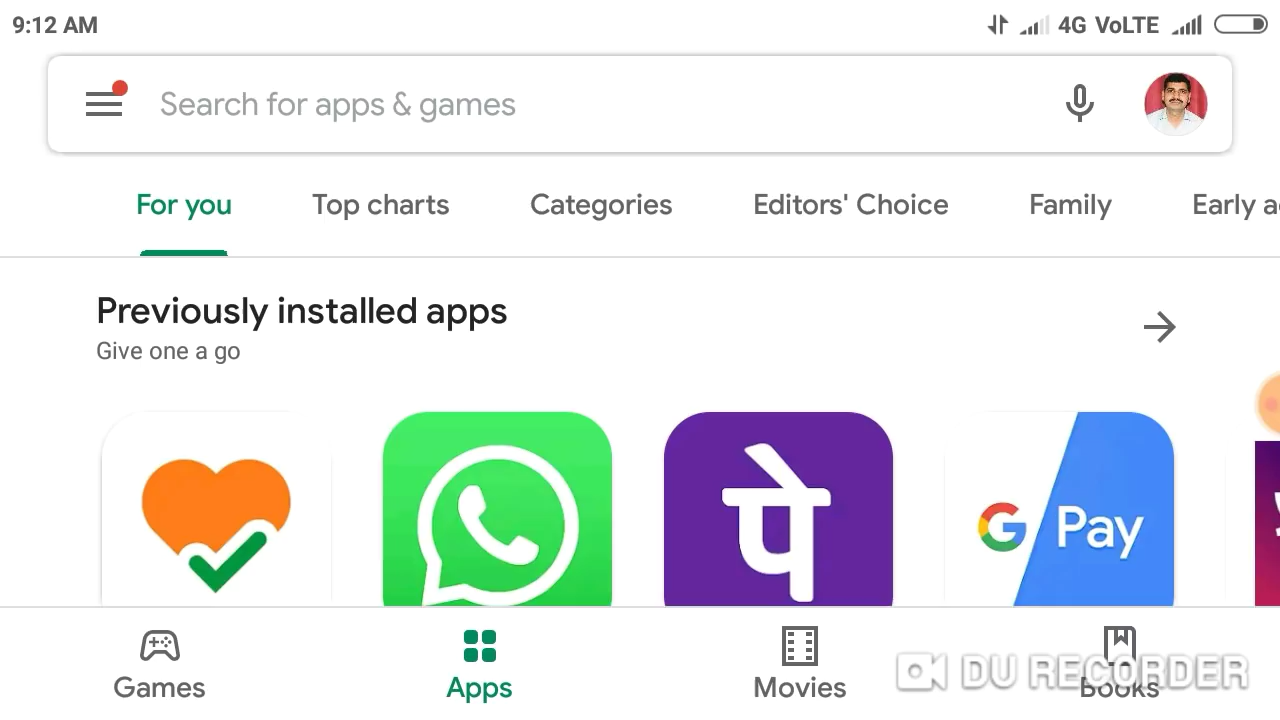 9:12 AM
4G VoLTE
Search for apps & games
For you
Top charts
Categories
Editors' Choice
Family
Early a
Previously installed apps
Give one a go
पे
G Pay
Games
Apps
Movies
Books
DU RECORDER